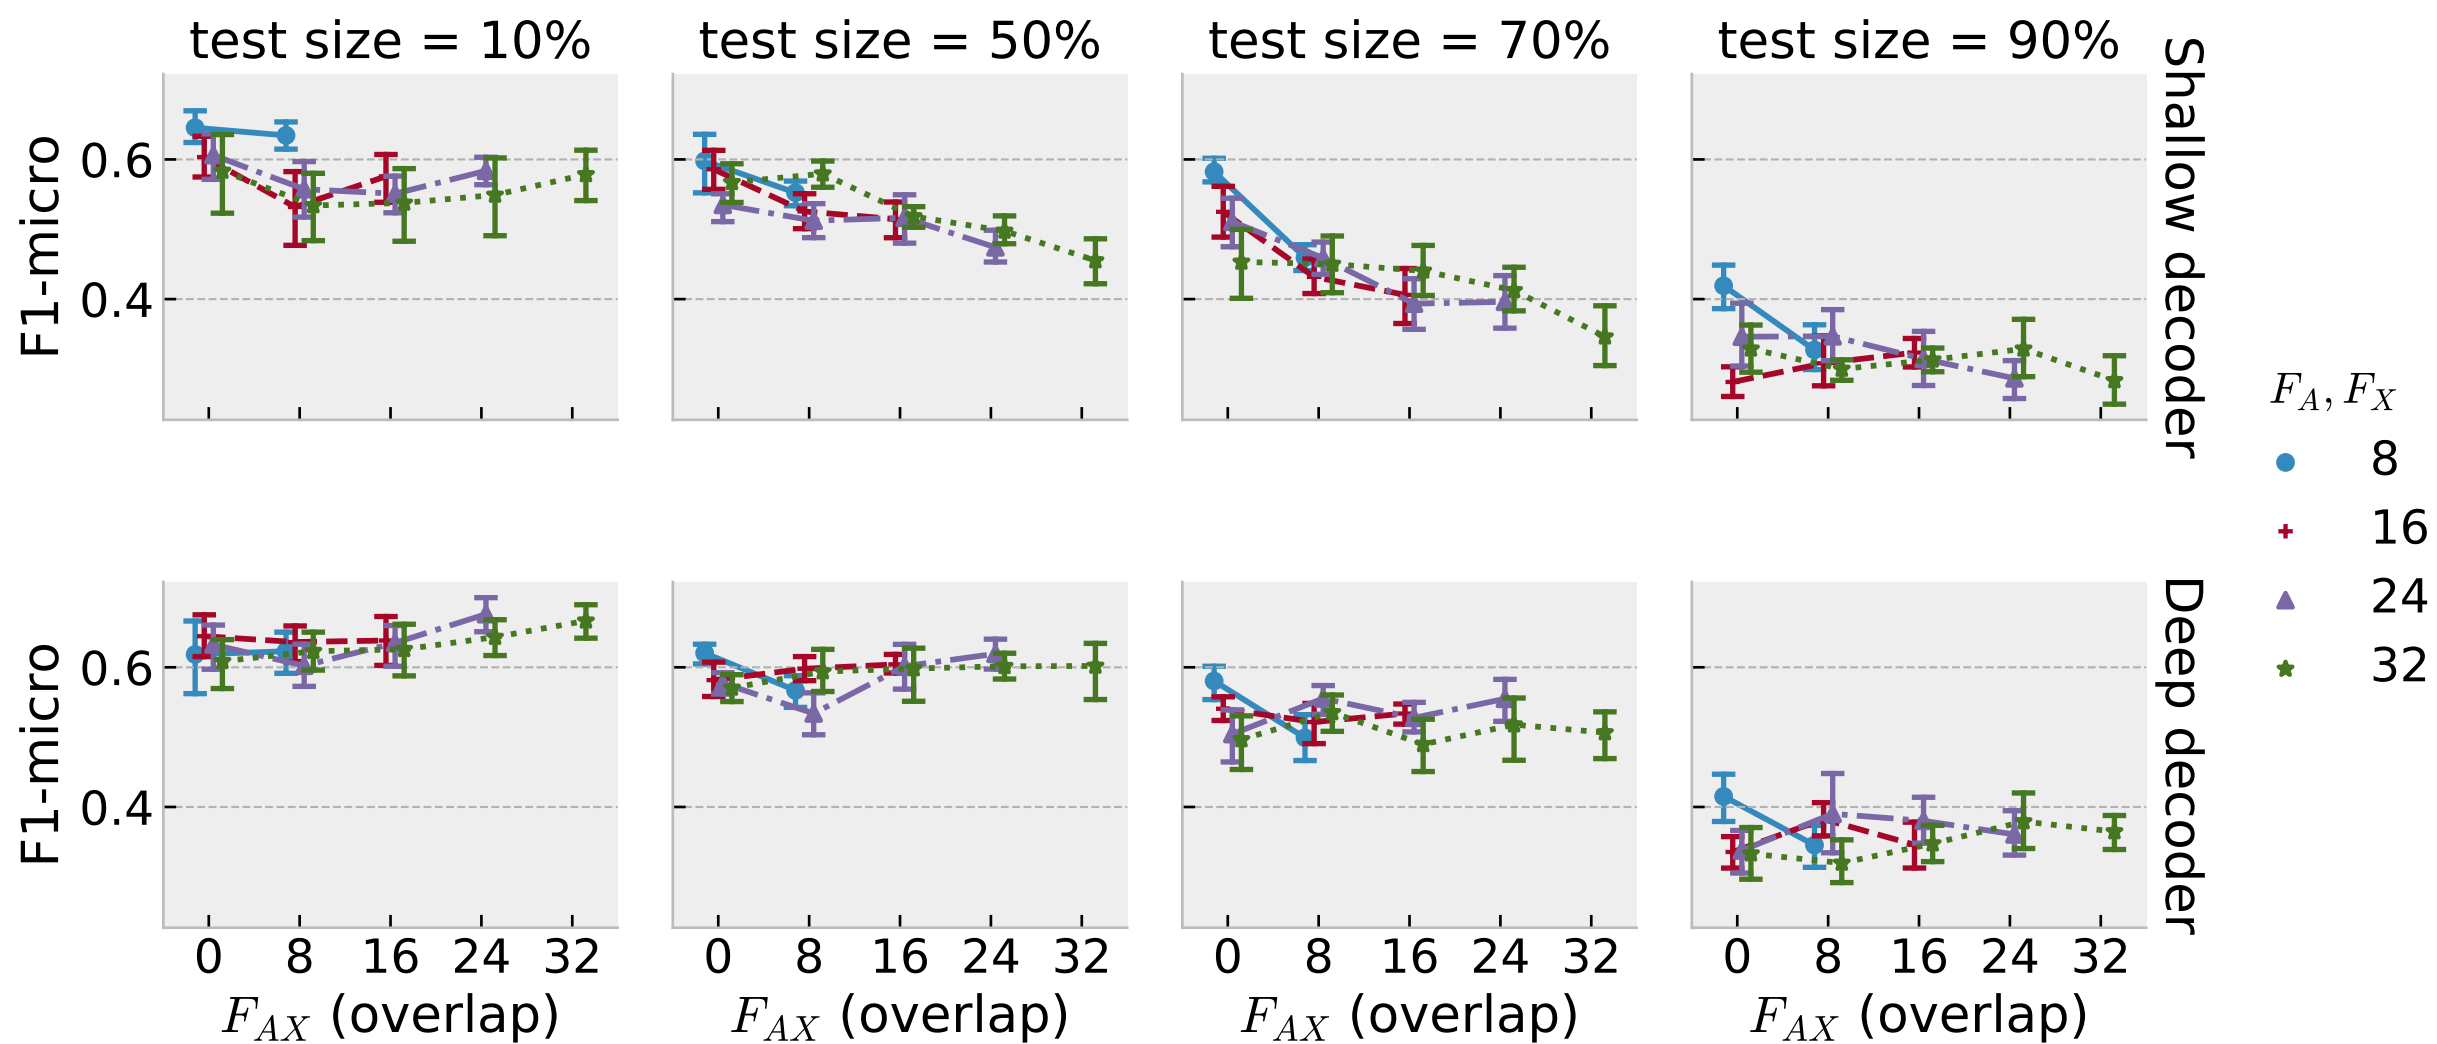 test size = 10%
test size = 50%
test size = 70%
test size = 90%
Shallow decoder
F1-micro
0.6
0.4
F_A, F_X
8
16
24
32
Deep decoder
F1-micro
0.6
0.4
0 8 16 24 32
0 8 16 24 32
0 8 16 24 32
0 8 16 24 32
F_AX (overlap)
F_AX (overlap)
F_AX (overlap)
F_AX (overlap)